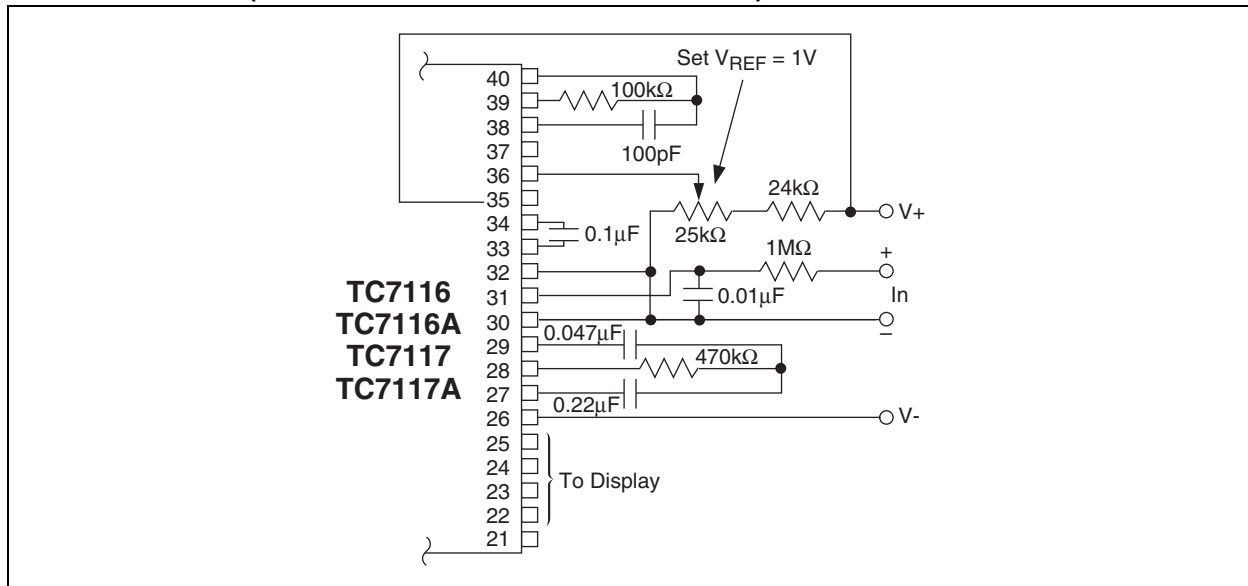 Set VREF = 1V
40
39
100kΩ
38
100pF
37
36
35
24kΩ
V+
25kΩ
34
0.1µF
33
1MΩ
+
32
TC7116
31
0.01µF
In
TC7116A
30
–
0.047µF
29
TC7117
28
470kΩ
TC7117A
27
0.22µF
26
V-
25
24
To Display
23
22
21